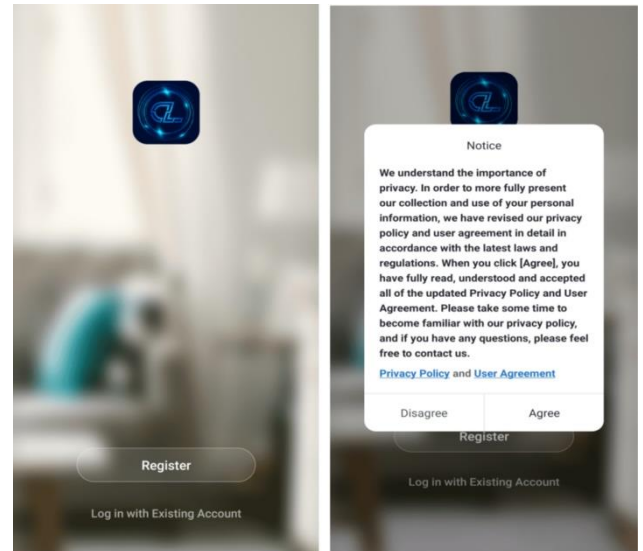 Register
Log in with Existing Account
Notice
We understand the importance of
privacy. In order to more fully present
our collection and use of your personal
information, we have revised our privacy
policy and user agreement in detail in
accordance with the latest laws and
regulations. When you click [Agree], you
have fully read, understood and accepted
all of the updated Privacy Policy and User
Agreement. Please take some time to
become familiar with our privacy policy,
and if you have any questions, please feel
free to contact us.
Privacy Policy and User Agreement
Disagree Agree
Register
Log in with Existing Account